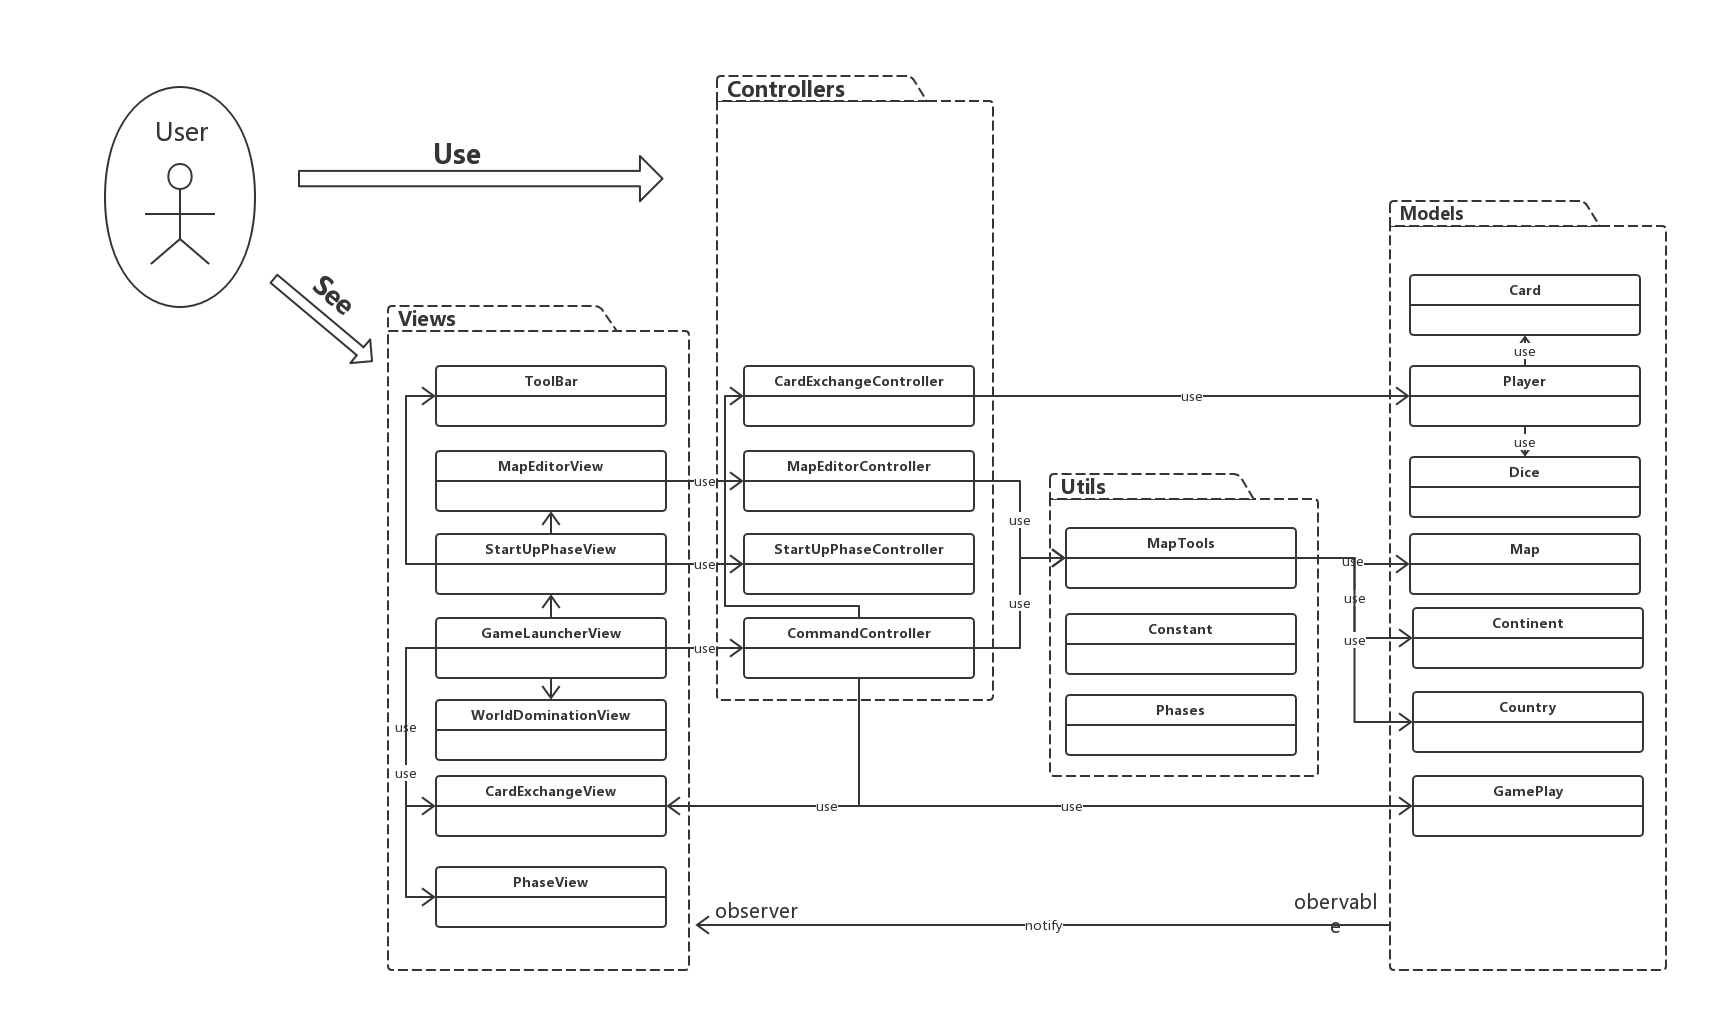 User
Use
See
Controllers
CardExchangeController
MapEditorController
StartUpPhaseController
CommandController
Views
ToolBar
MapEditorView
StartUpPhaseView
GameLauncherView
WorldDominationView
CardExchangeView
PhaseView
use
use
use
use
use
use
use
use
use
use
Utils
MapTools
Constant
Phases
use
use
use
Models
Card
use
Player
use
Dice
Map
Continent
Country
GamePlay
observer
notify
obervabl
e